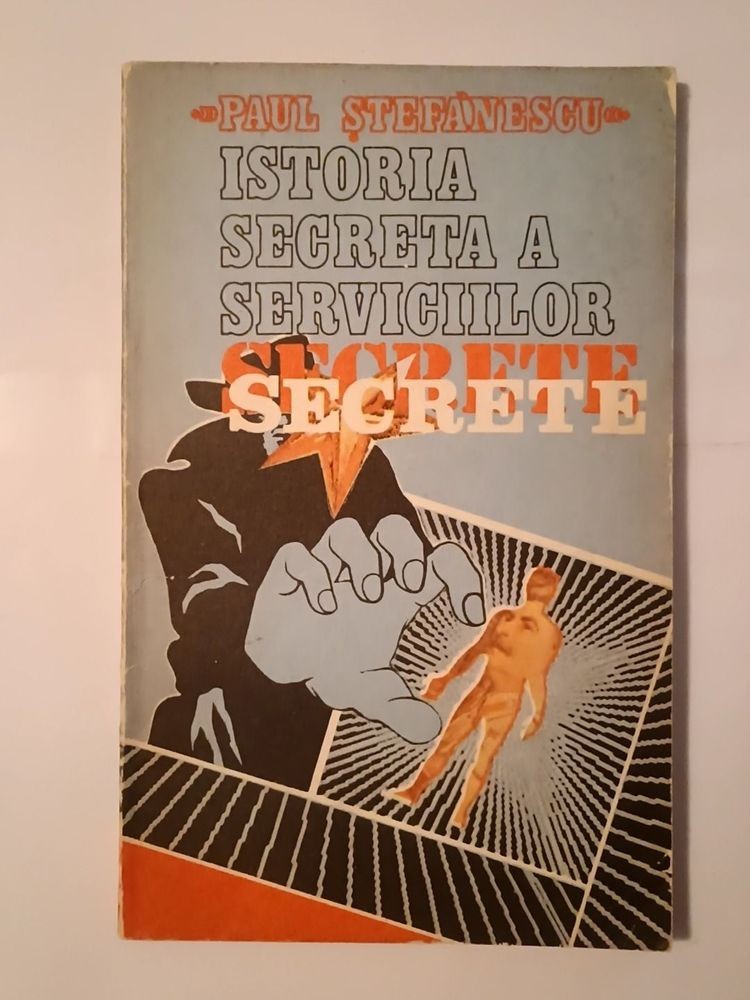 PAUL ȘTEFĂNESCU
ISTORIA
SECRETA A
SERVICIILOR
SECRETE
SECRETE